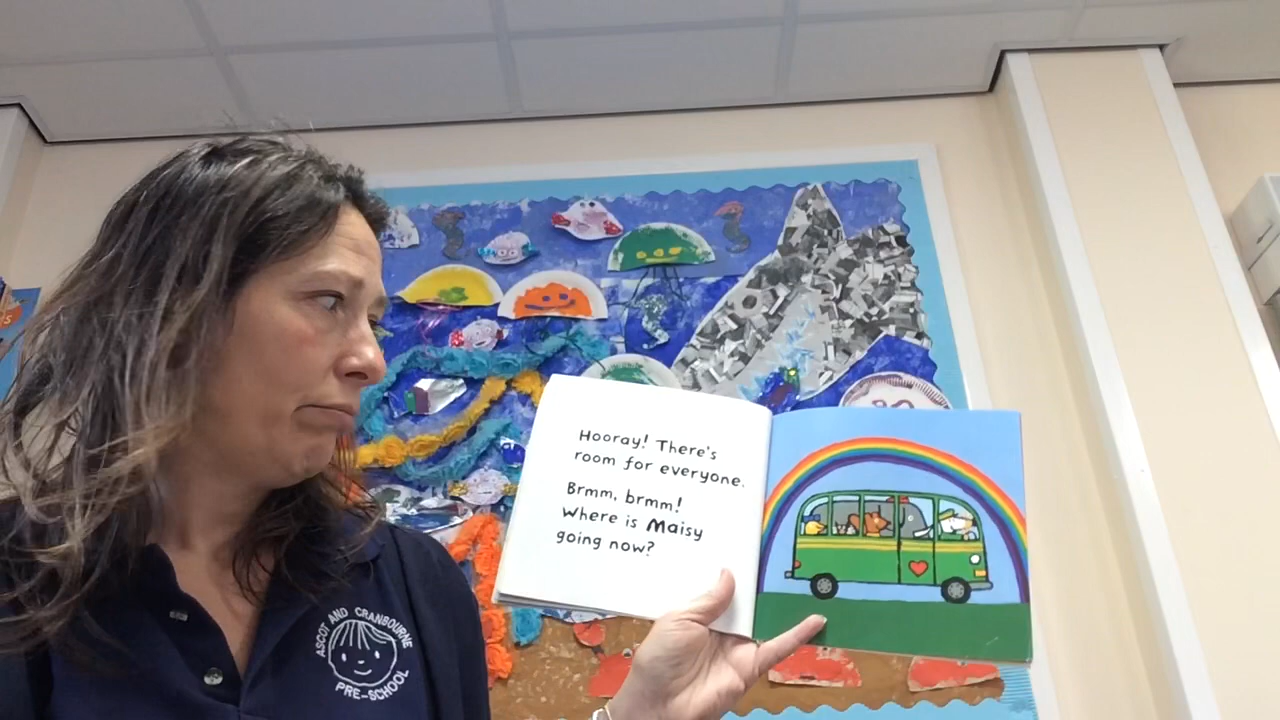 Hooray! There's
room for everyone.
Brmm, brmm!
Where is Maisy
going now?
ASCOT AND CRANBOURNE
PRE-SCHOOL